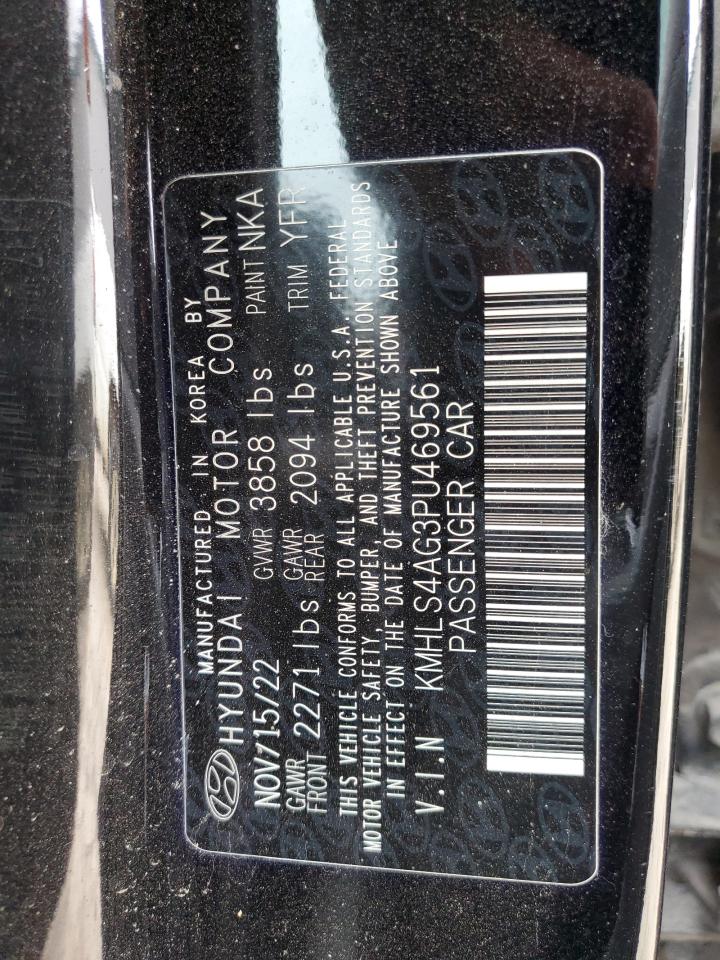 MANUFACTURED IN KOREA BY
HYUNDAI MOTOR COMPANY
NOV/15/22 GVWR 3858 lbs PAINT NKA
GAWR FRONT 2271 lbs GAWR REAR 2094 lbs TRIM YFR
THIS VEHICLE CONFORMS TO ALL APPLICABLE U.S.A FEDERAL
MOTOR VEHICLE SAFETY, BUMPER, AND THEFT PREVENTION STANDARDS
IN EFFECT ON THE DATE OF MANUFACTURE SHOWN ABOVE
V.I.N KMHLS4AG3PU469561
PASSENGER CAR